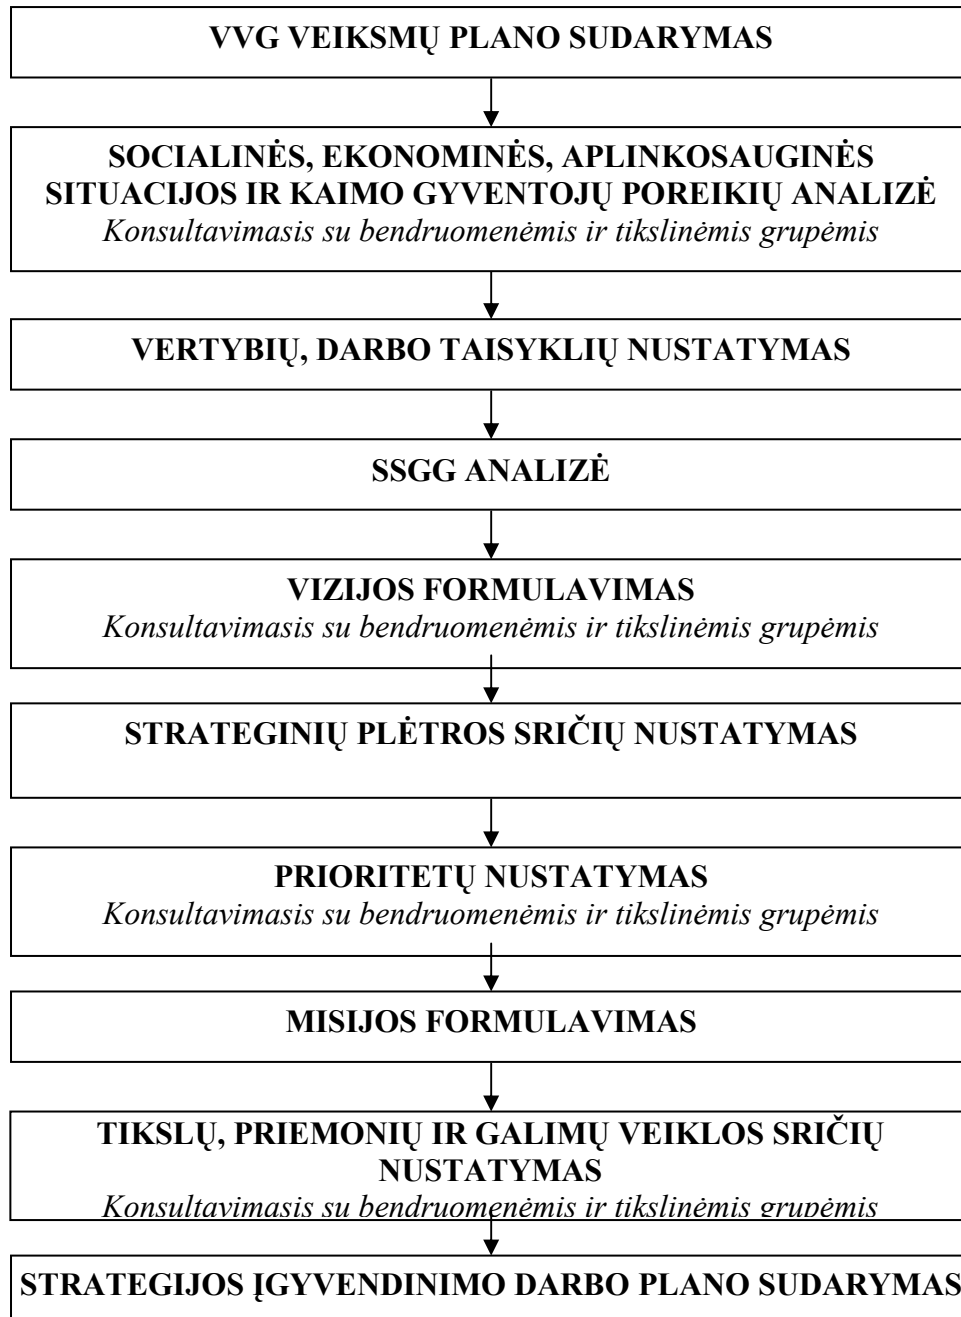 VVG VEIKSMŲ PLANO SUDARYMAS
SOCIALINĖS, EKONOMINĖS, APLINKOSAUGINĖS
SITUACIJOS IR KAIMO GYVENTOJŲ POREIKIŲ ANALIZĖ
Konsultavimasis su bendruomenėmis ir tikslinėmis grupėmis
VERTYBIŲ, DARBO TAISYKLIŲ NUSTATYMAS
SSGG ANALIZĖ
VIZIJOS FORMULAVIMAS
Konsultavimasis su bendruomenėmis ir tikslinėmis grupėmis
STRATEGINIŲ PLĖTROS SRIČIŲ NUSTATYMAS
PRIORITETŲ NUSTATYMAS
Konsultavimasis su bendruomenėmis ir tikslinėmis grupėmis
MISIJOS FORMULAVIMAS
TIKSLŲ, PRIEMONIŲ IR GALIMŲ VEIKLOS SRIČIŲ
NUSTATYMAS
Konsultavimasis su bendruomenėmis ir tikslinėmis grupėmis
STRATEGIJOS ĮGYVENDINIMO DARBO PLANO SUDARYMAS